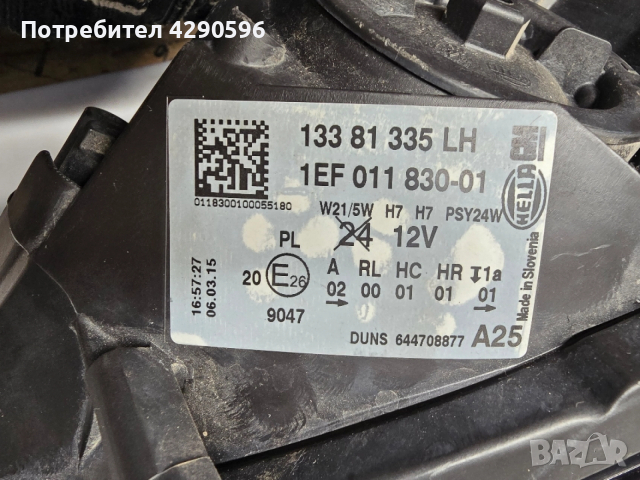 Потребител 4290596
133 81 335 LH
1EF 011 830-01
GM
HELLA
01183001000055180
W21/5W H7 H7 PSY24W
PL 24 12V
16:57:27
06.03.15
20 E26 A RL HC HR 1a
02 00 01 01 01
9047
Made in Slovenia
DUNS 644708877 A25
BAZAR